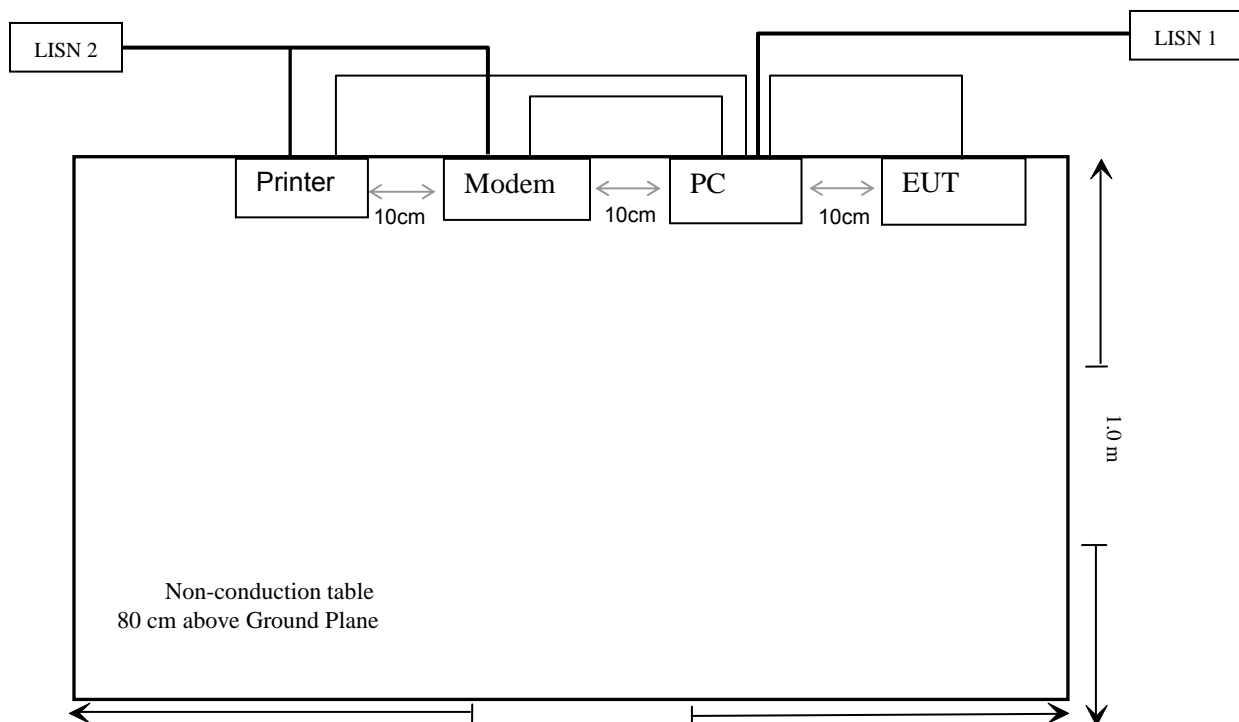 LISN 2
LISN 1
Printer
Modem
PC
EUT
10cm
10cm
10cm
1.0 m
Non-conduction table
80 cm above Ground Plane